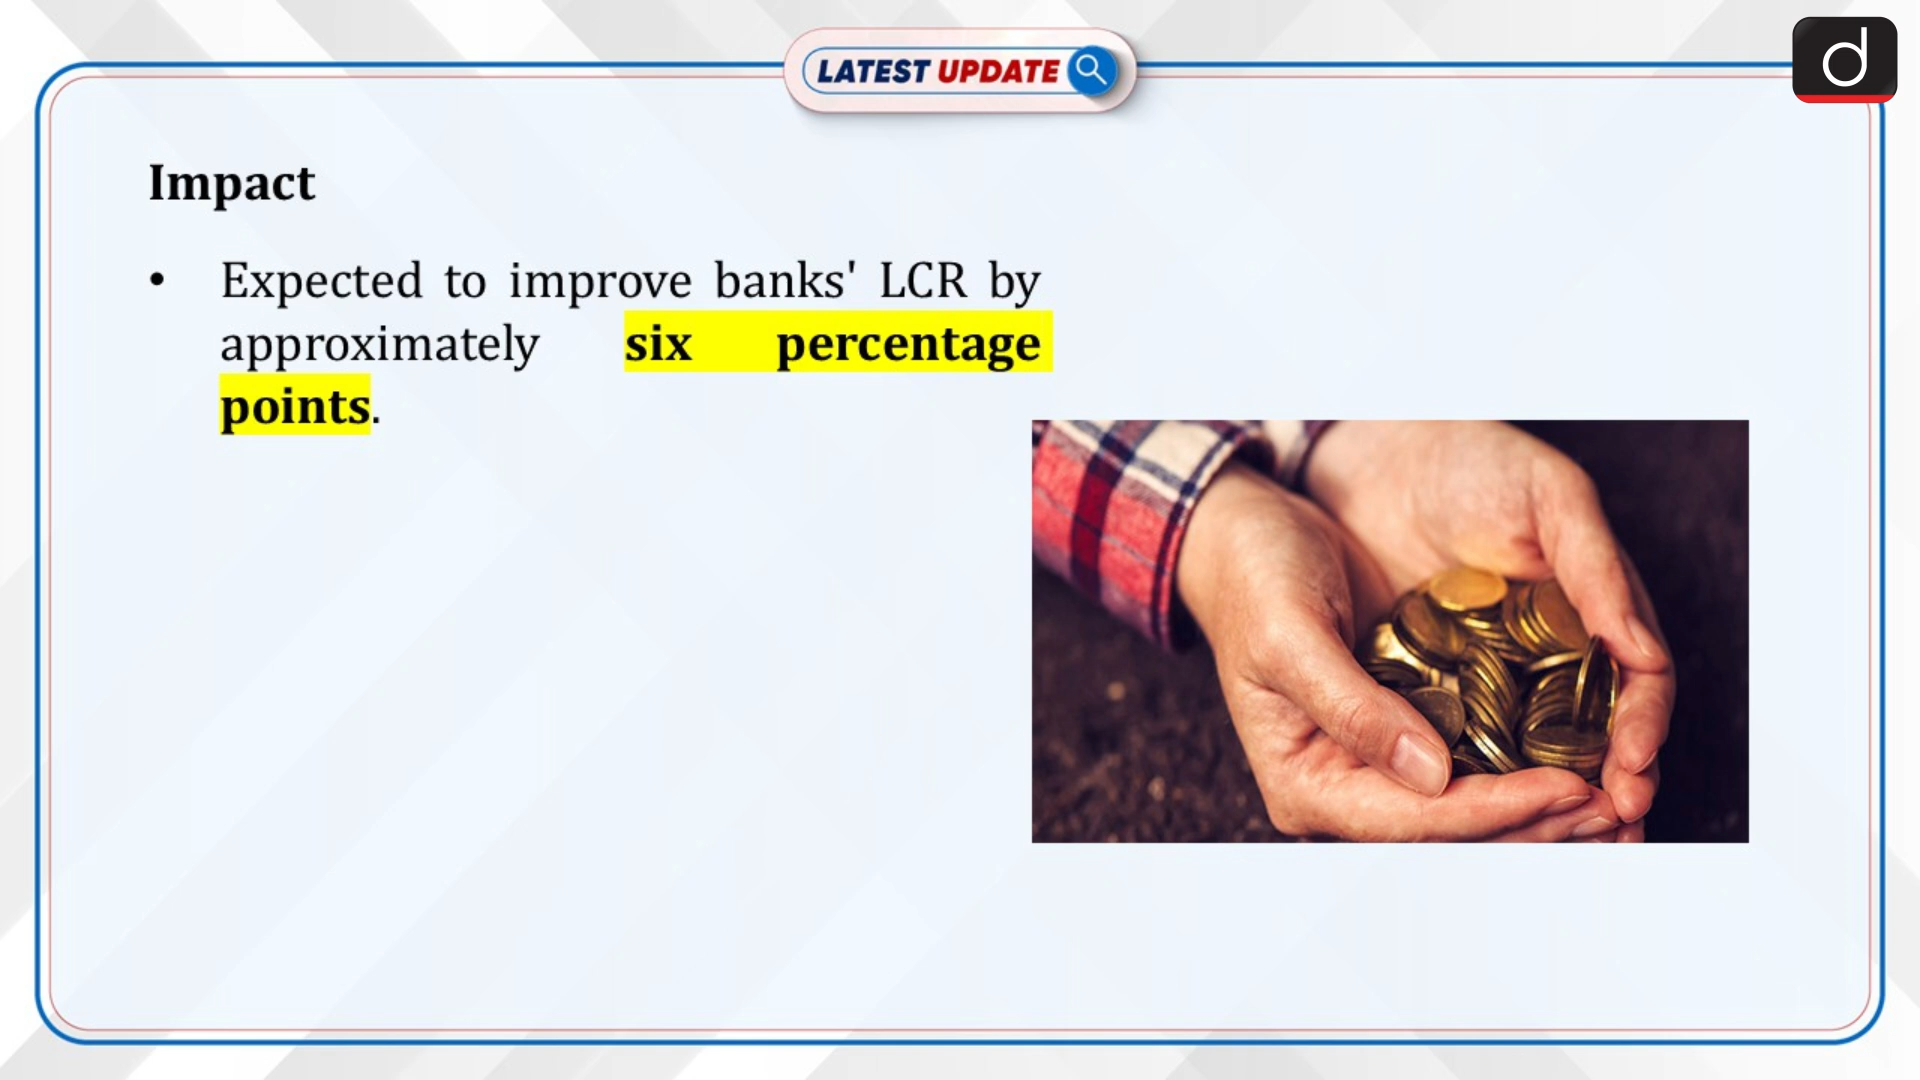 LATEST UPDATE
d
Impact
• Expected to improve banks' LCR by
approximately six percentage
points.